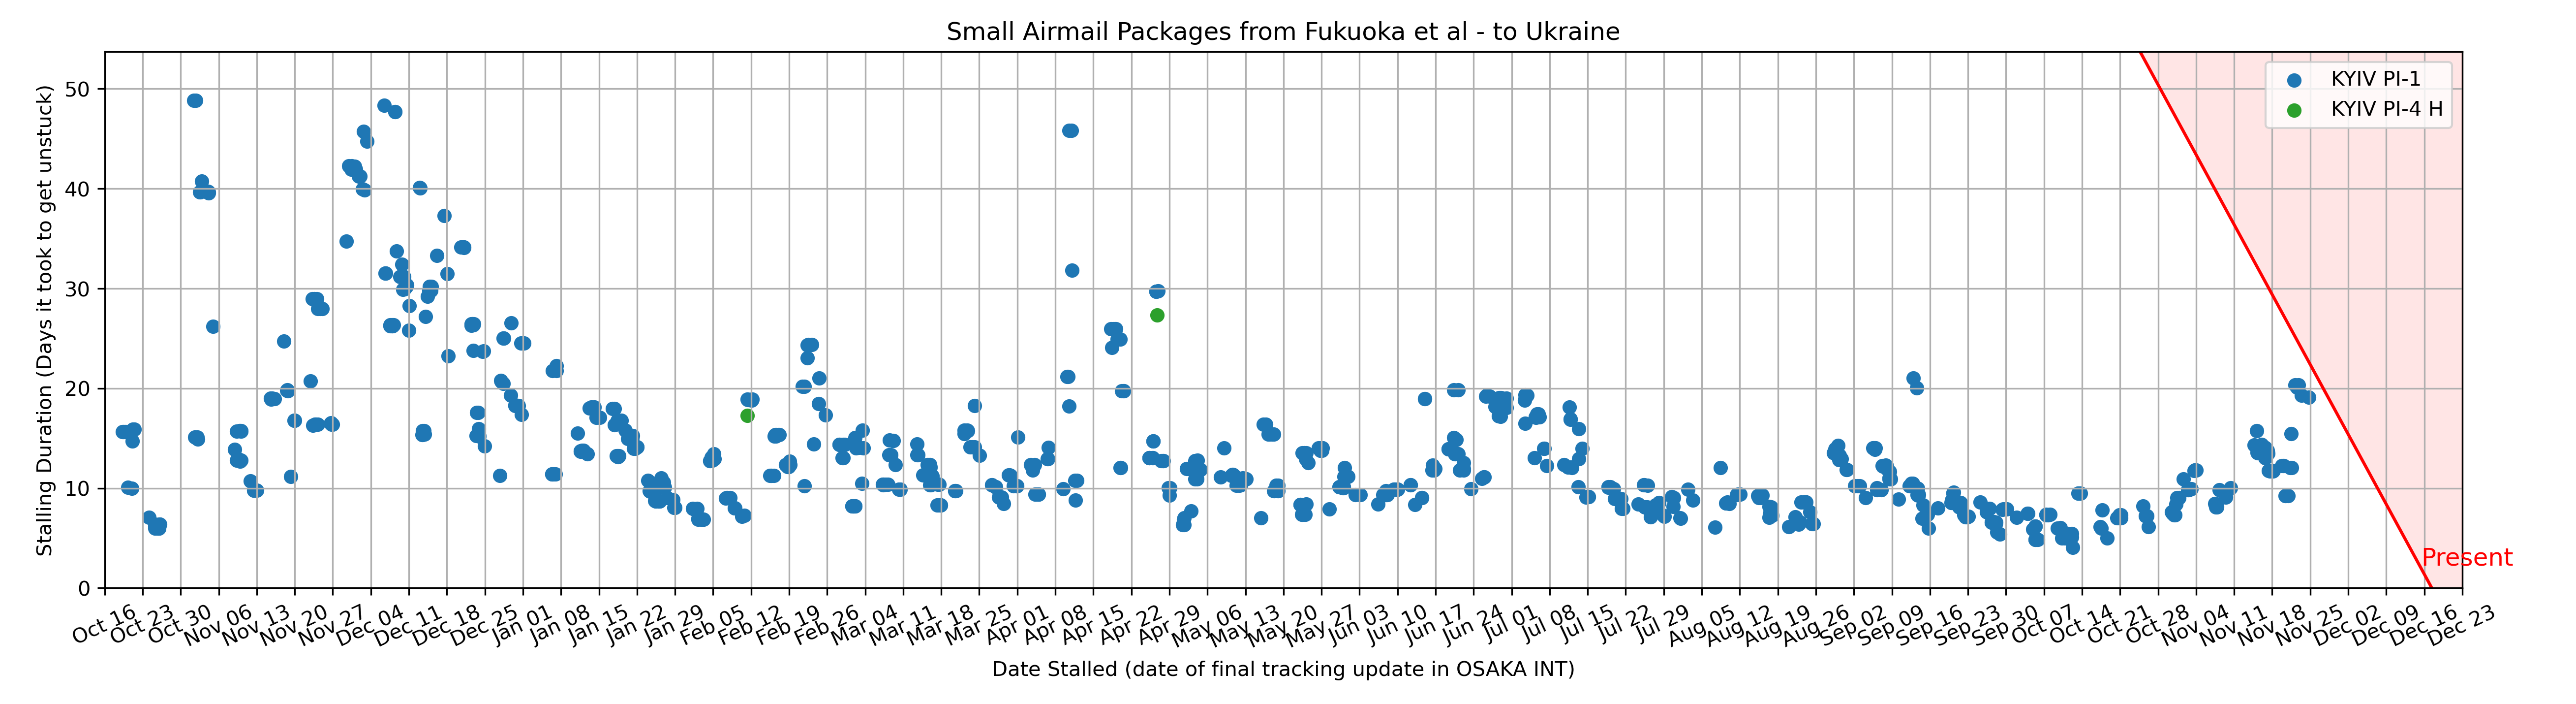 Small Airmail Packages from Fukuoka et al - to Ukraine
Stalling Duration (Days it took to get unstuck)
50
40
30
20
10
0
KYIV PI-1
KYIV PI-4 H
Present
Oct 16
Oct 23
Oct 30
Nov 06
Nov 13
Nov 20
Nov 27
Dec 04
Dec 11
Dec 18
Dec 25
Jan 01
Jan 08
Jan 15
Jan 22
Jan 29
Feb 05
Feb 12
Feb 19
Feb 26
Mar 04
Mar 11
Mar 18
Mar 25
Apr 01
Apr 08
Apr 15
Apr 22
Apr 29
May 06
May 13
May 20
May 27
Jun 03
Jun 10
Jun 17
Jun 24
Jul 01
Jul 08
Jul 15
Jul 22
Jul 29
Aug 05
Aug 12
Aug 19
Aug 26
Sep 02
Sep 09
Sep 16
Sep 23
Sep 30
Oct 07
Oct 14
Oct 21
Oct 28
Nov 04
Nov 11
Nov 18
Nov 25
Dec 02
Dec 09
Dec 16
Dec 23
Date Stalled (date of final tracking update in OSAKA INT)